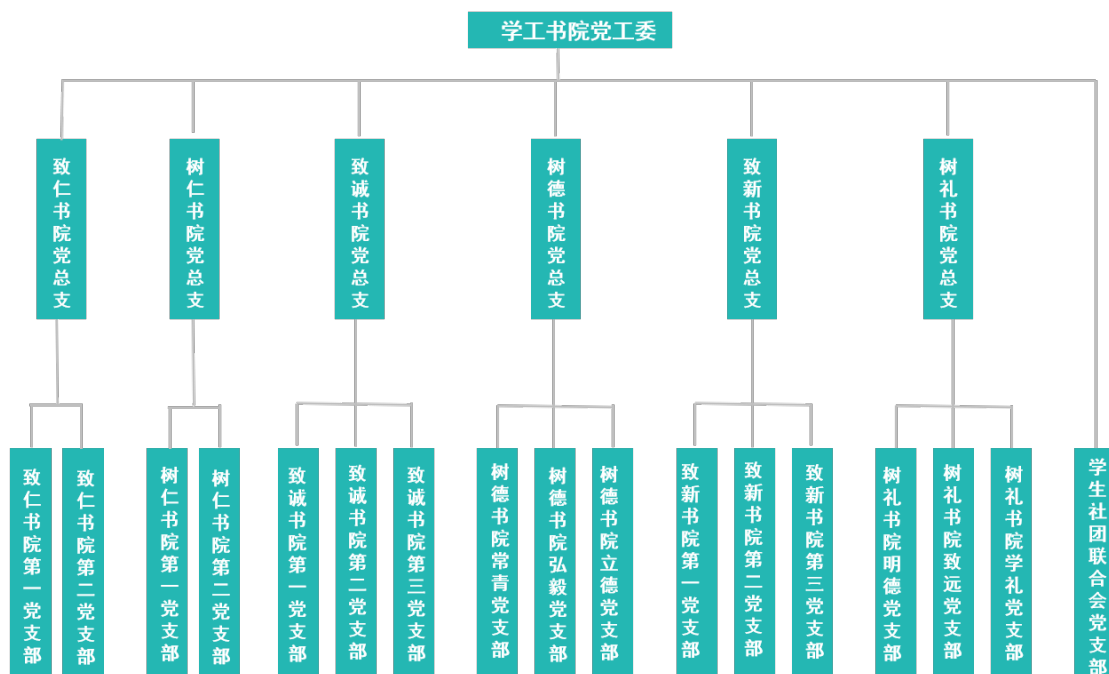 学工书院党工委
致仁书院党总支
树仁书院党总支
致诚书院党总支
树德书院党总支
致新书院党总支
树礼书院党总支
致仁书院第一党支部
致仁书院第二党支部
树仁书院第一党支部
树仁书院第二党支部
致诚书院第一党支部
致诚书院第二党支部
致诚书院第三党支部
树德书院常青党支部
树德书院弘毅党支部
树德书院立德党支部
致新书院第一党支部
致新书院第二党支部
致新书院第三党支部
树礼书院明德党支部
树礼书院致远党支部
树礼书院学礼党支部
学生社团联合会党支部